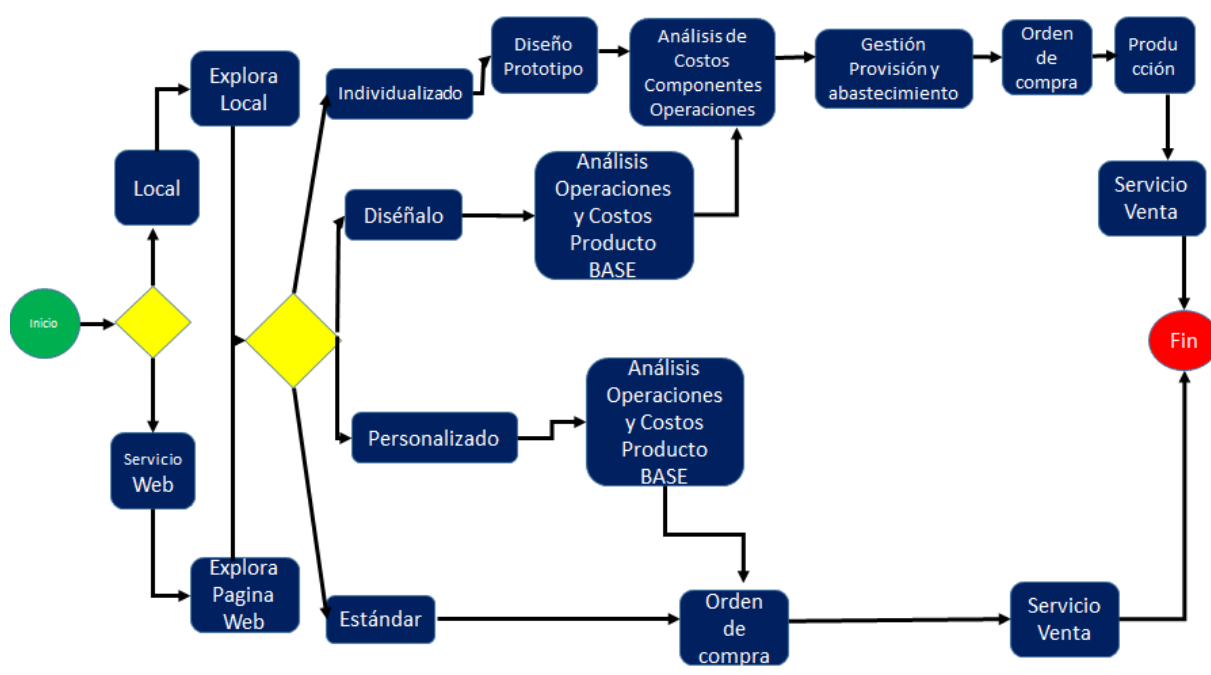 Inicio
Local
Explora
Local
Servicio
Web
Explora
Pagina
Web
Individualizado
Diseño
Prototipo
Análisis de
Costos
Componentes
Operaciones
Gestión
Provisión y
abastecimiento
Orden
de
compra
Produ
cción
Servicio
Venta
Fin
Diséñalo
Análisis
Operaciones
y Costos
Producto
BASE
Personalizado
Análisis
Operaciones
y Costos
Producto
BASE
Estándar
Orden
de
compra
Servicio
Venta